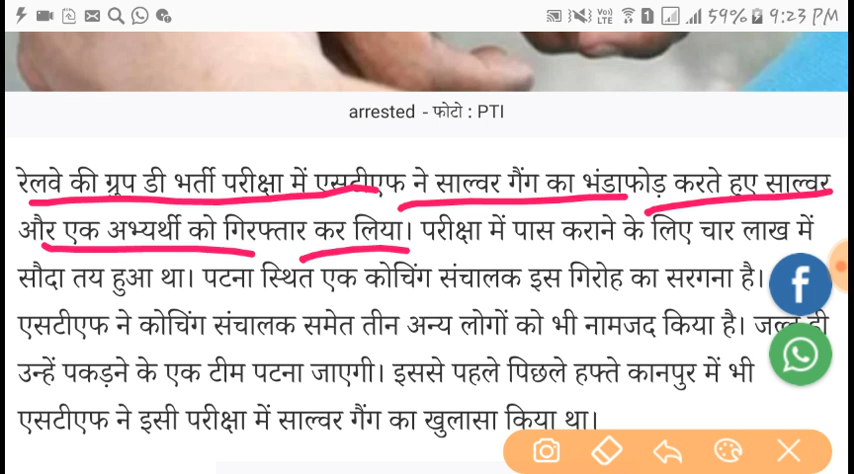 59% 9:23 PM
arrested - फोटो : PTI
रेलवे की ग्रुप डी भर्ती परीक्षा में एसटीएफ ने साल्वर गैंग का भंडाफोड़ करते हुए साल्वर
और एक अभ्यर्थी को गिरफ्तार कर लिया। परीक्षा में पास कराने के लिए चार लाख में
सौदा तय हुआ था। पटना स्थित एक कोचिंग संचालक इस गिरोह का सरगना है।
एसटीएफ ने कोचिंग संचालक समेत तीन अन्य लोगों को भी नामजद किया है। जल्द ही
उन्हें पकड़ने के एक टीम पटना जाएगी। इससे पहले पिछले हफ्ते कानपुर में भी
एसटीएफ ने इसी परीक्षा में साल्वर गैंग का खुलासा किया था।